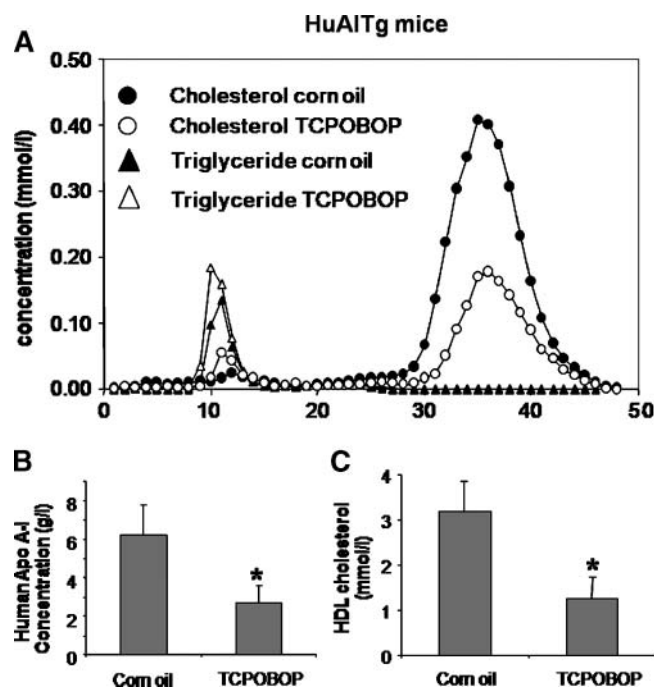 HuAITg mice
A
0.50
0.40
0.30
0.20
0.10
0.00
concentration (mmol/l)
Cholesterol corn oil
Cholesterol TCPOBOP
Triglyceride corn oil
Triglyceride TCPOBOP
0 10 20 30 40 50
B
Human Apo A-I
Concentration (g/l)
8
6
4
2
0
*
Corn oil TCPOBOP
C
HDL cholesterol
(mmol/l)
4
3
2
1
0
*
Corn oil TCPOBOP